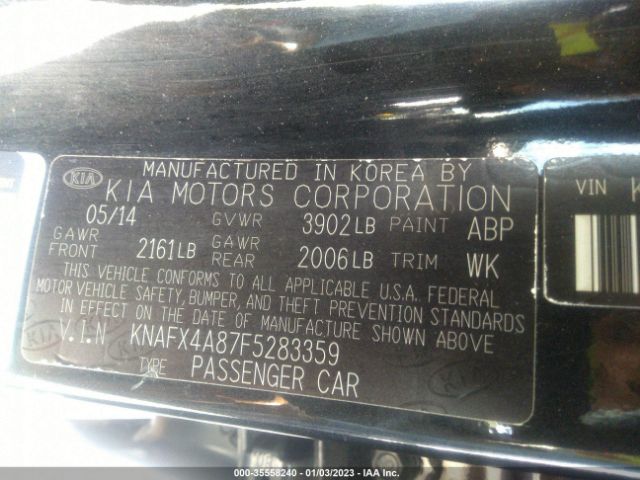 MANUFACTURED IN KOREA BY
KIA KIA MOTORS CORPORATION
05/14 GVWR 3902LB PAINT ABP
GAWR FRONT 2161LB GAWR REAR 2006LB TRIM WK
THIS VEHICLE CONFORMS TO ALL APPLICABLE U.S.A. FEDERAL
MOTOR VEHICLE SAFETY, BUMPER, AND THEFT PREVENTION STANDARDS
IN EFFECT ON THE DATE OF MANUFACTURE SHOWN ABOVE
V.I.N KNAFX4A87F5283359
TYPE PASSENGER CAR
VIN K
000-35558240 - 01/03/2023 - IAA Inc.